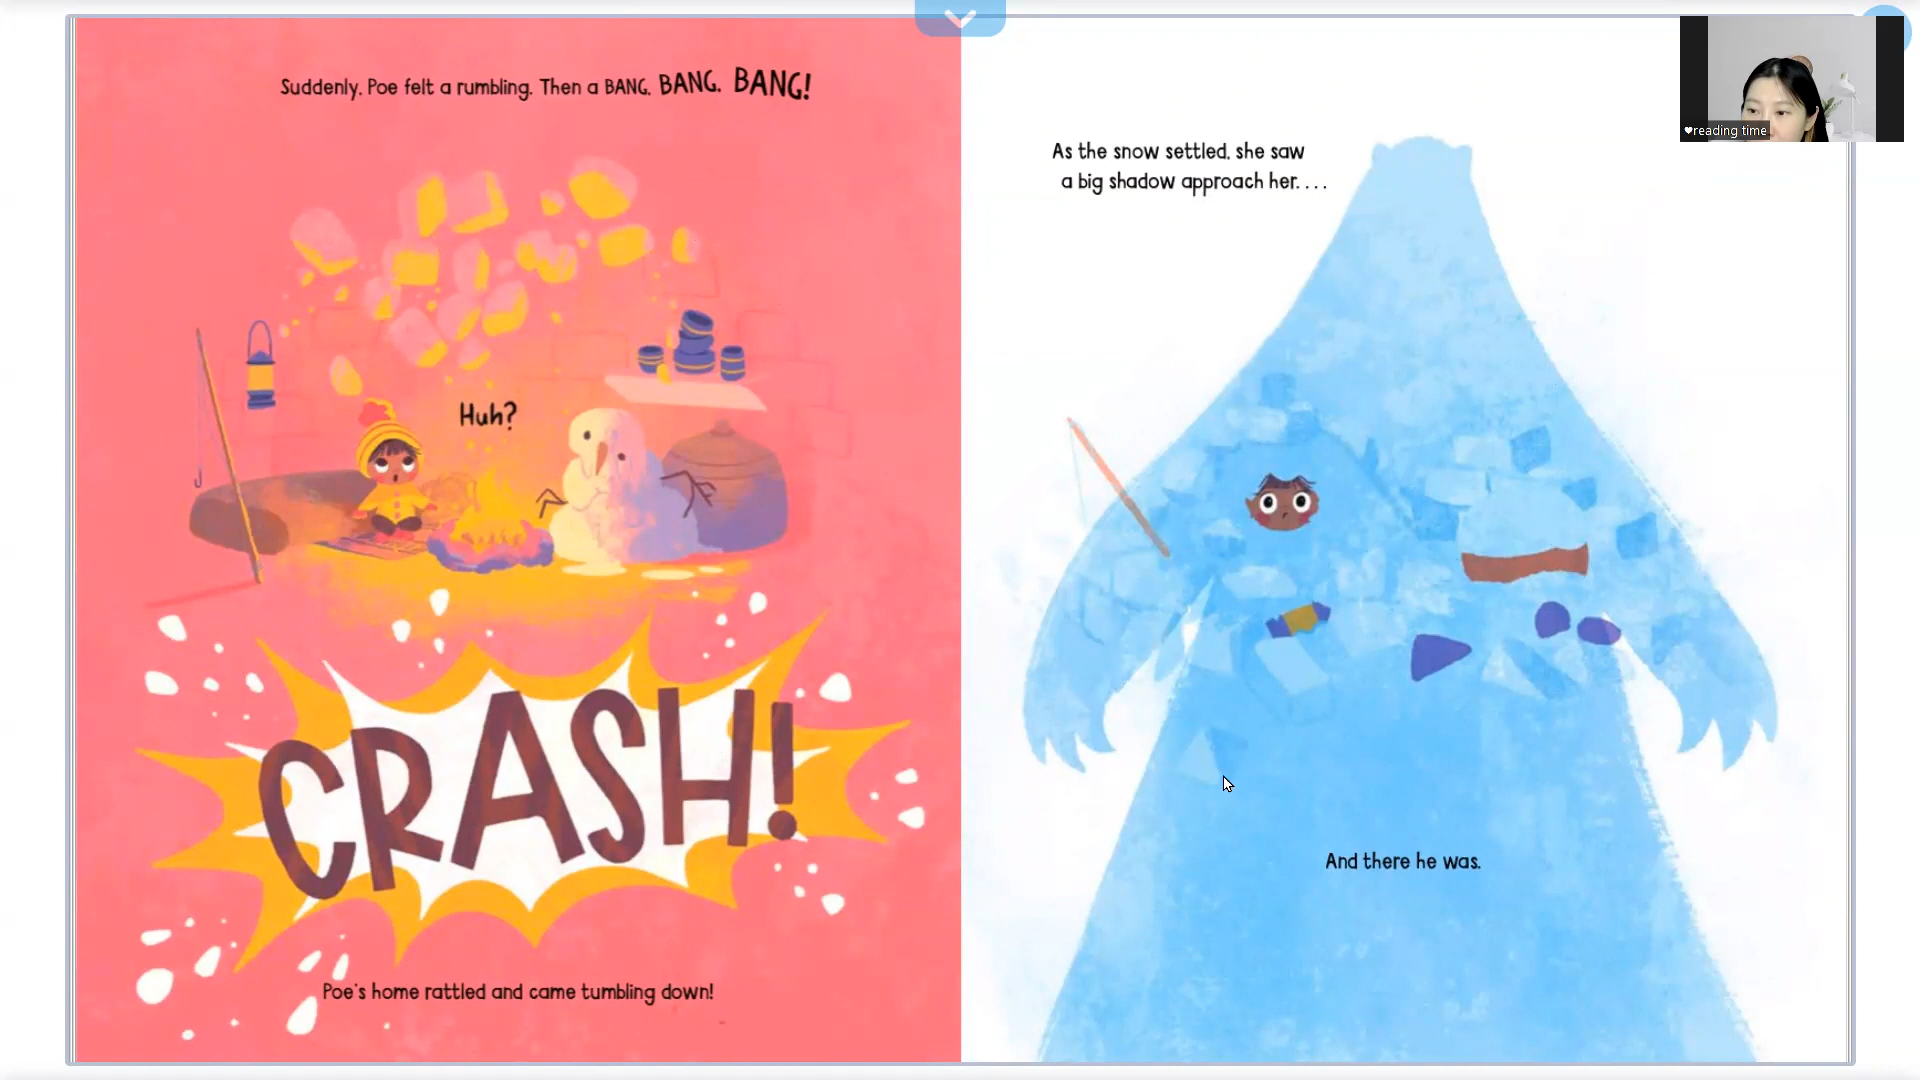 Suddenly, Poe felt a rumbling. Then a BANG, BANG, BANG!
Huh?
CRASH!
Poe's home rattled and came tumbling down!
As the snow settled, she saw
a big shadow approach her. . . .
And there he was.
♥reading time